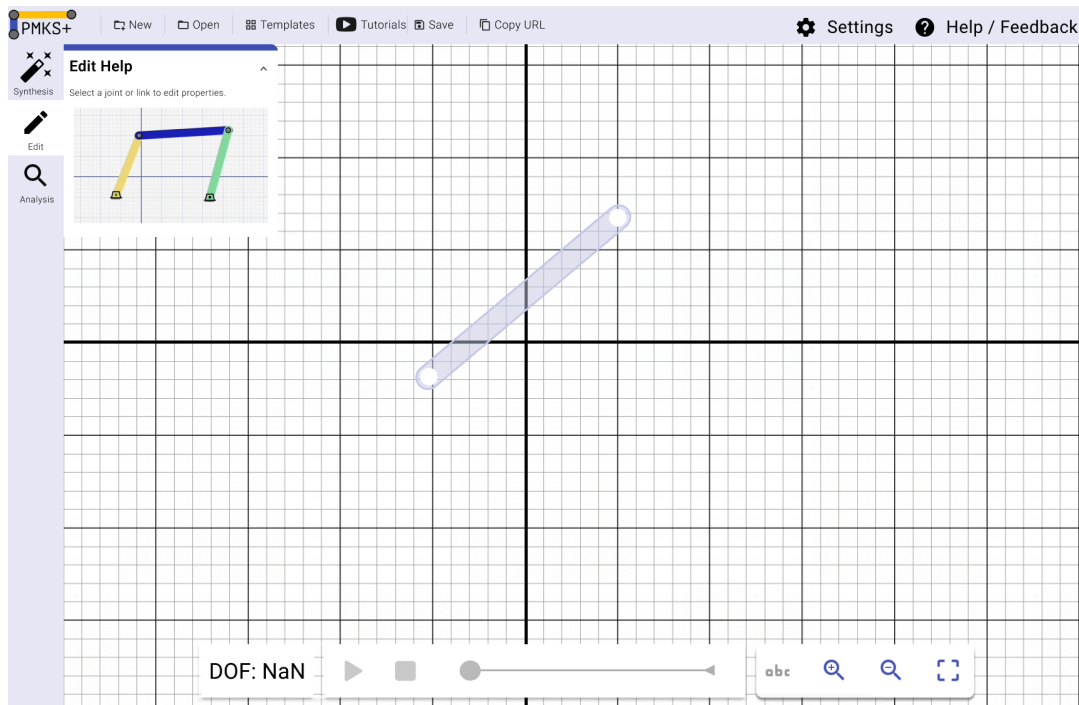 PMKS+
New
Open
Templates
Tutorials
Save
Copy URL
Settings
Help / Feedback
Synthesis
Edit
Analysis
Edit Help
Select a joint or link to edit properties.
DOF: NaN
abc